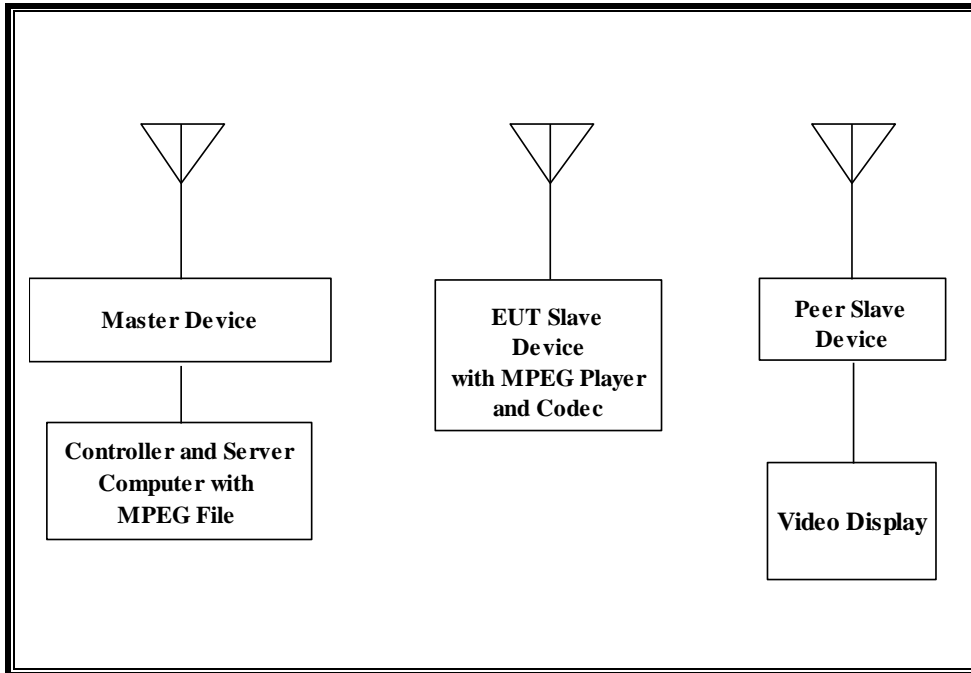 Master Device
Controller and Server
Computer with
MPEG File
EUT Slave
Device
with MPEG Player
and Codec
Peer Slave
Device
Video Display